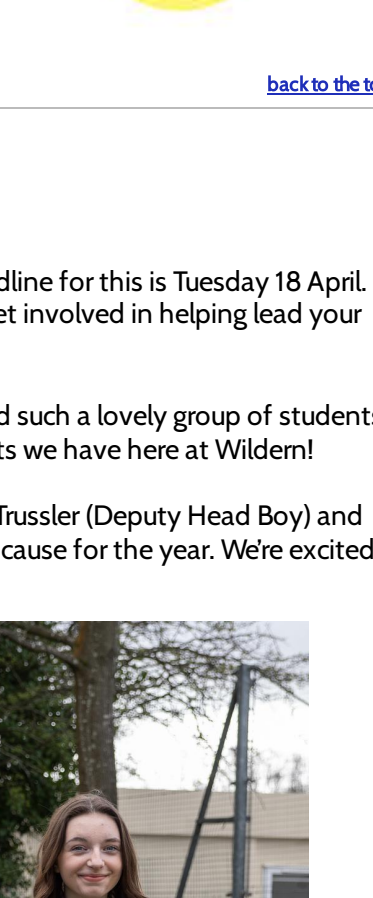 back to the to
dline for this is Tuesday 18 April.
et involved in helping lead your
d such a lovely group of students
ts we have here at Wildern!
Trussler (Deputy Head Boy) and
cause for the year. We're excited